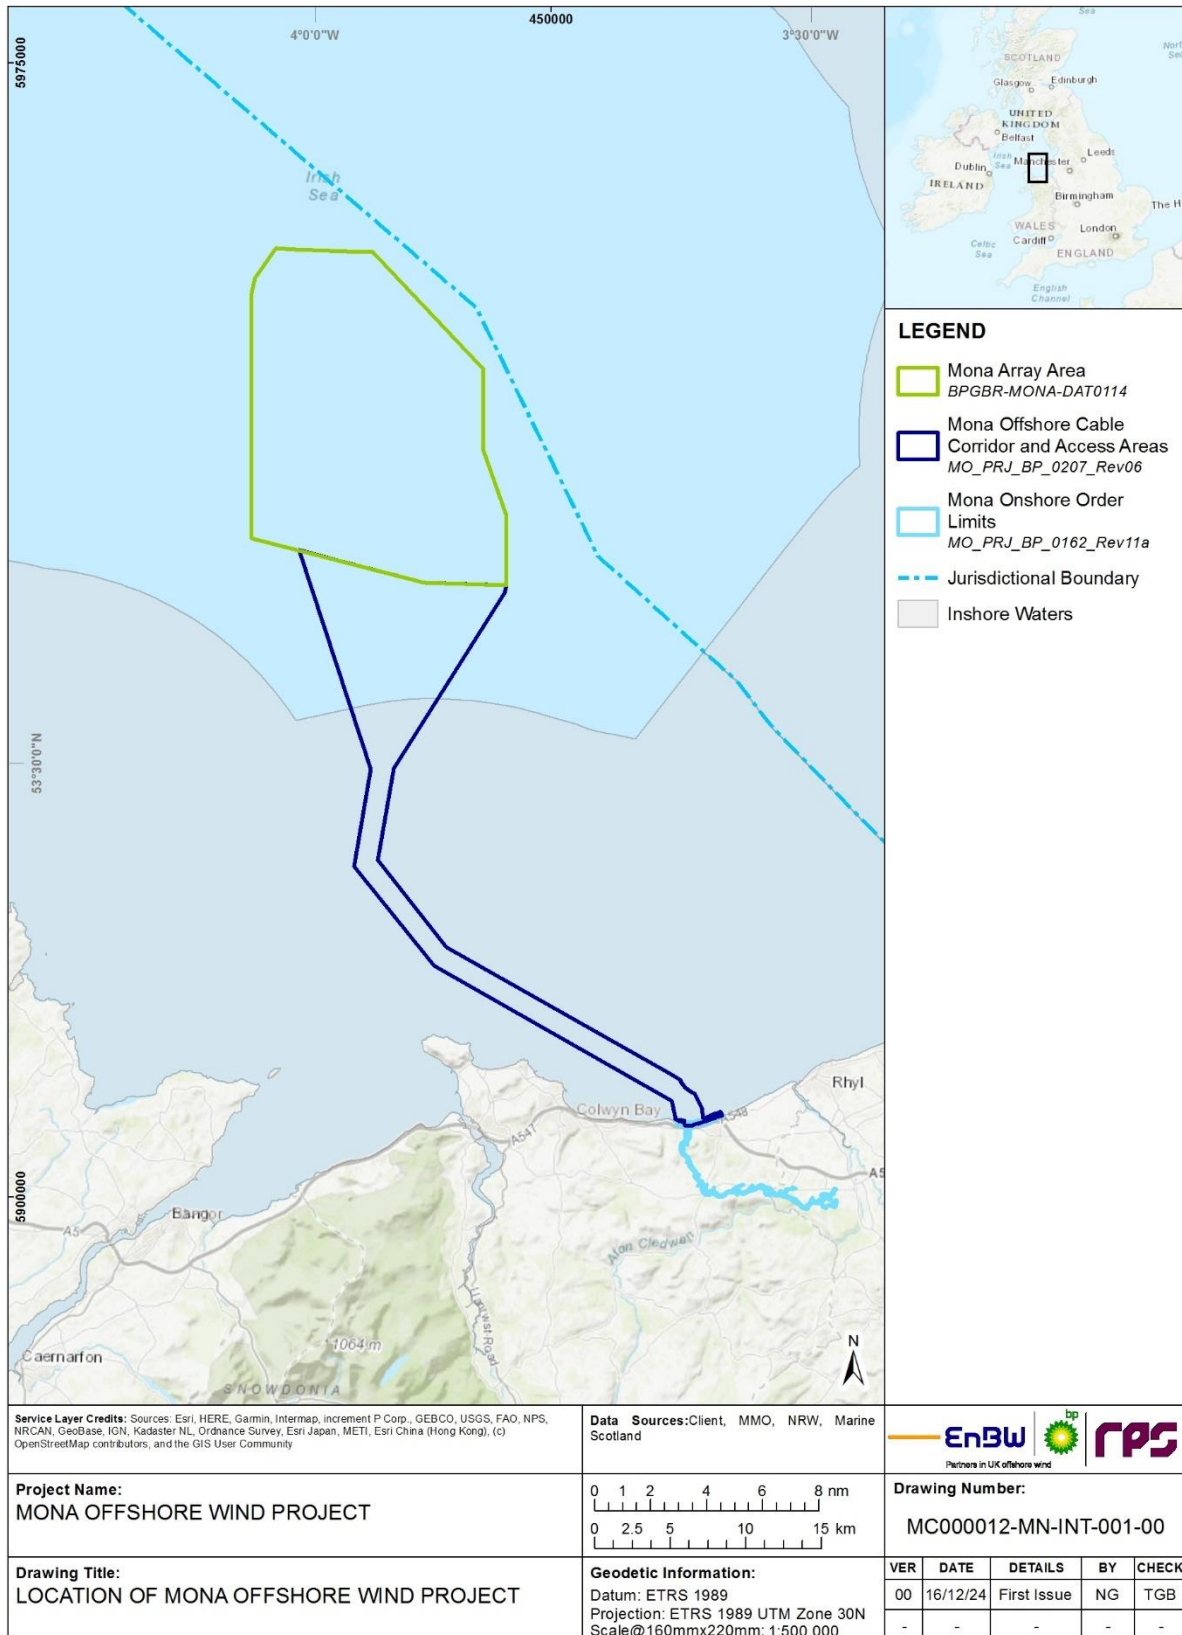 450000
4°0'0"W
3°30'0"W
5975000
Irish
Sea
53°30'0"N
Rhyl
Colwyn Bay
A548
A547
A5
5900000
Bangor
A5
Afon Cledwen
Llanrwst Road
1064 m
Caernarfon
SNOWDONIA
N
Sea
North
Sea
SCOTLAND
Glasgow
Edinburgh
UNITED
KINGDOM
Belfast
Irish
Sea
Manchester
Leeds
Dublin
IRELAND
Birmingham
The H
WALES
London
Cardiff
Celtic
Sea
ENGLAND
English
Channel
LEGEND
Mona Array Area
BPGBR-MONA-DAT0114
Mona Offshore Cable
Corridor and Access Areas
MO_PRJ_BP_0207_Rev06
Mona Onshore Order
Limits
MO_PRJ_BP_0162_Rev11a
Jurisdictional Boundary
Inshore Waters
Service Layer Credits: Sources: Esri, HERE, Garmin, Intermap, increment P Corp., GEBCO, USGS, FAO, NPS,
NRCAN, GeoBase, IGN, Kadaster NL, Ordnance Survey, Esri Japan, METI, Esri China (Hong Kong), (c)
OpenStreetMap contributors, and the GIS User Community
Data Sources:Client, MMO, NRW, Marine
Scotland
EnBW
bp
rps
Partners in UK offshore wind
Project Name:
MONA OFFSHORE WIND PROJECT
0 1 2 4 6 8 nm
0 2.5 5 10 15 km
Drawing Number:
MC000012-MN-INT-001-00
Drawing Title:
LOCATION OF MONA OFFSHORE WIND PROJECT
Geodetic Information:
Datum: ETRS 1989
Projection: ETRS 1989 UTM Zone 30N
Scale@160mmx220mm: 1:500,000
VER DATE DETAILS BY CHECK
00 16/12/24 First Issue NG TGB
- - - - -